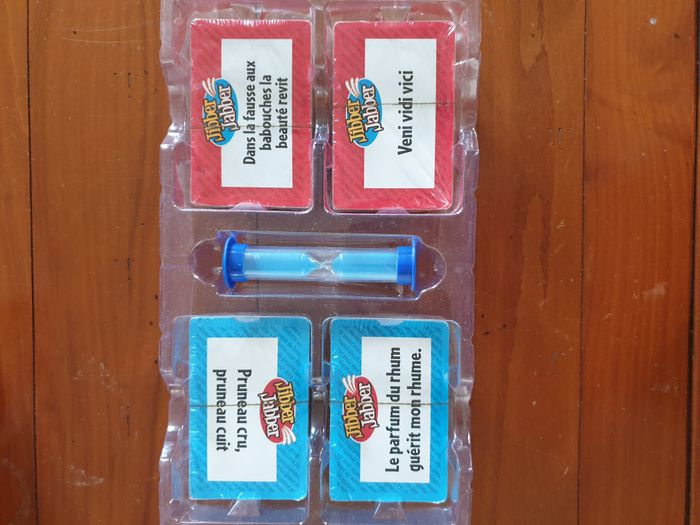 Jibber
Jabber
Dans la fausse aux
babouches la
beauté revit
Jibber
Jabber
Veni vidi vici
Jibber
Jabber
Pruneau cru,
pruneau cuit
Jibber
Jabber
Le parfum du rhum
guérit mon rhume.